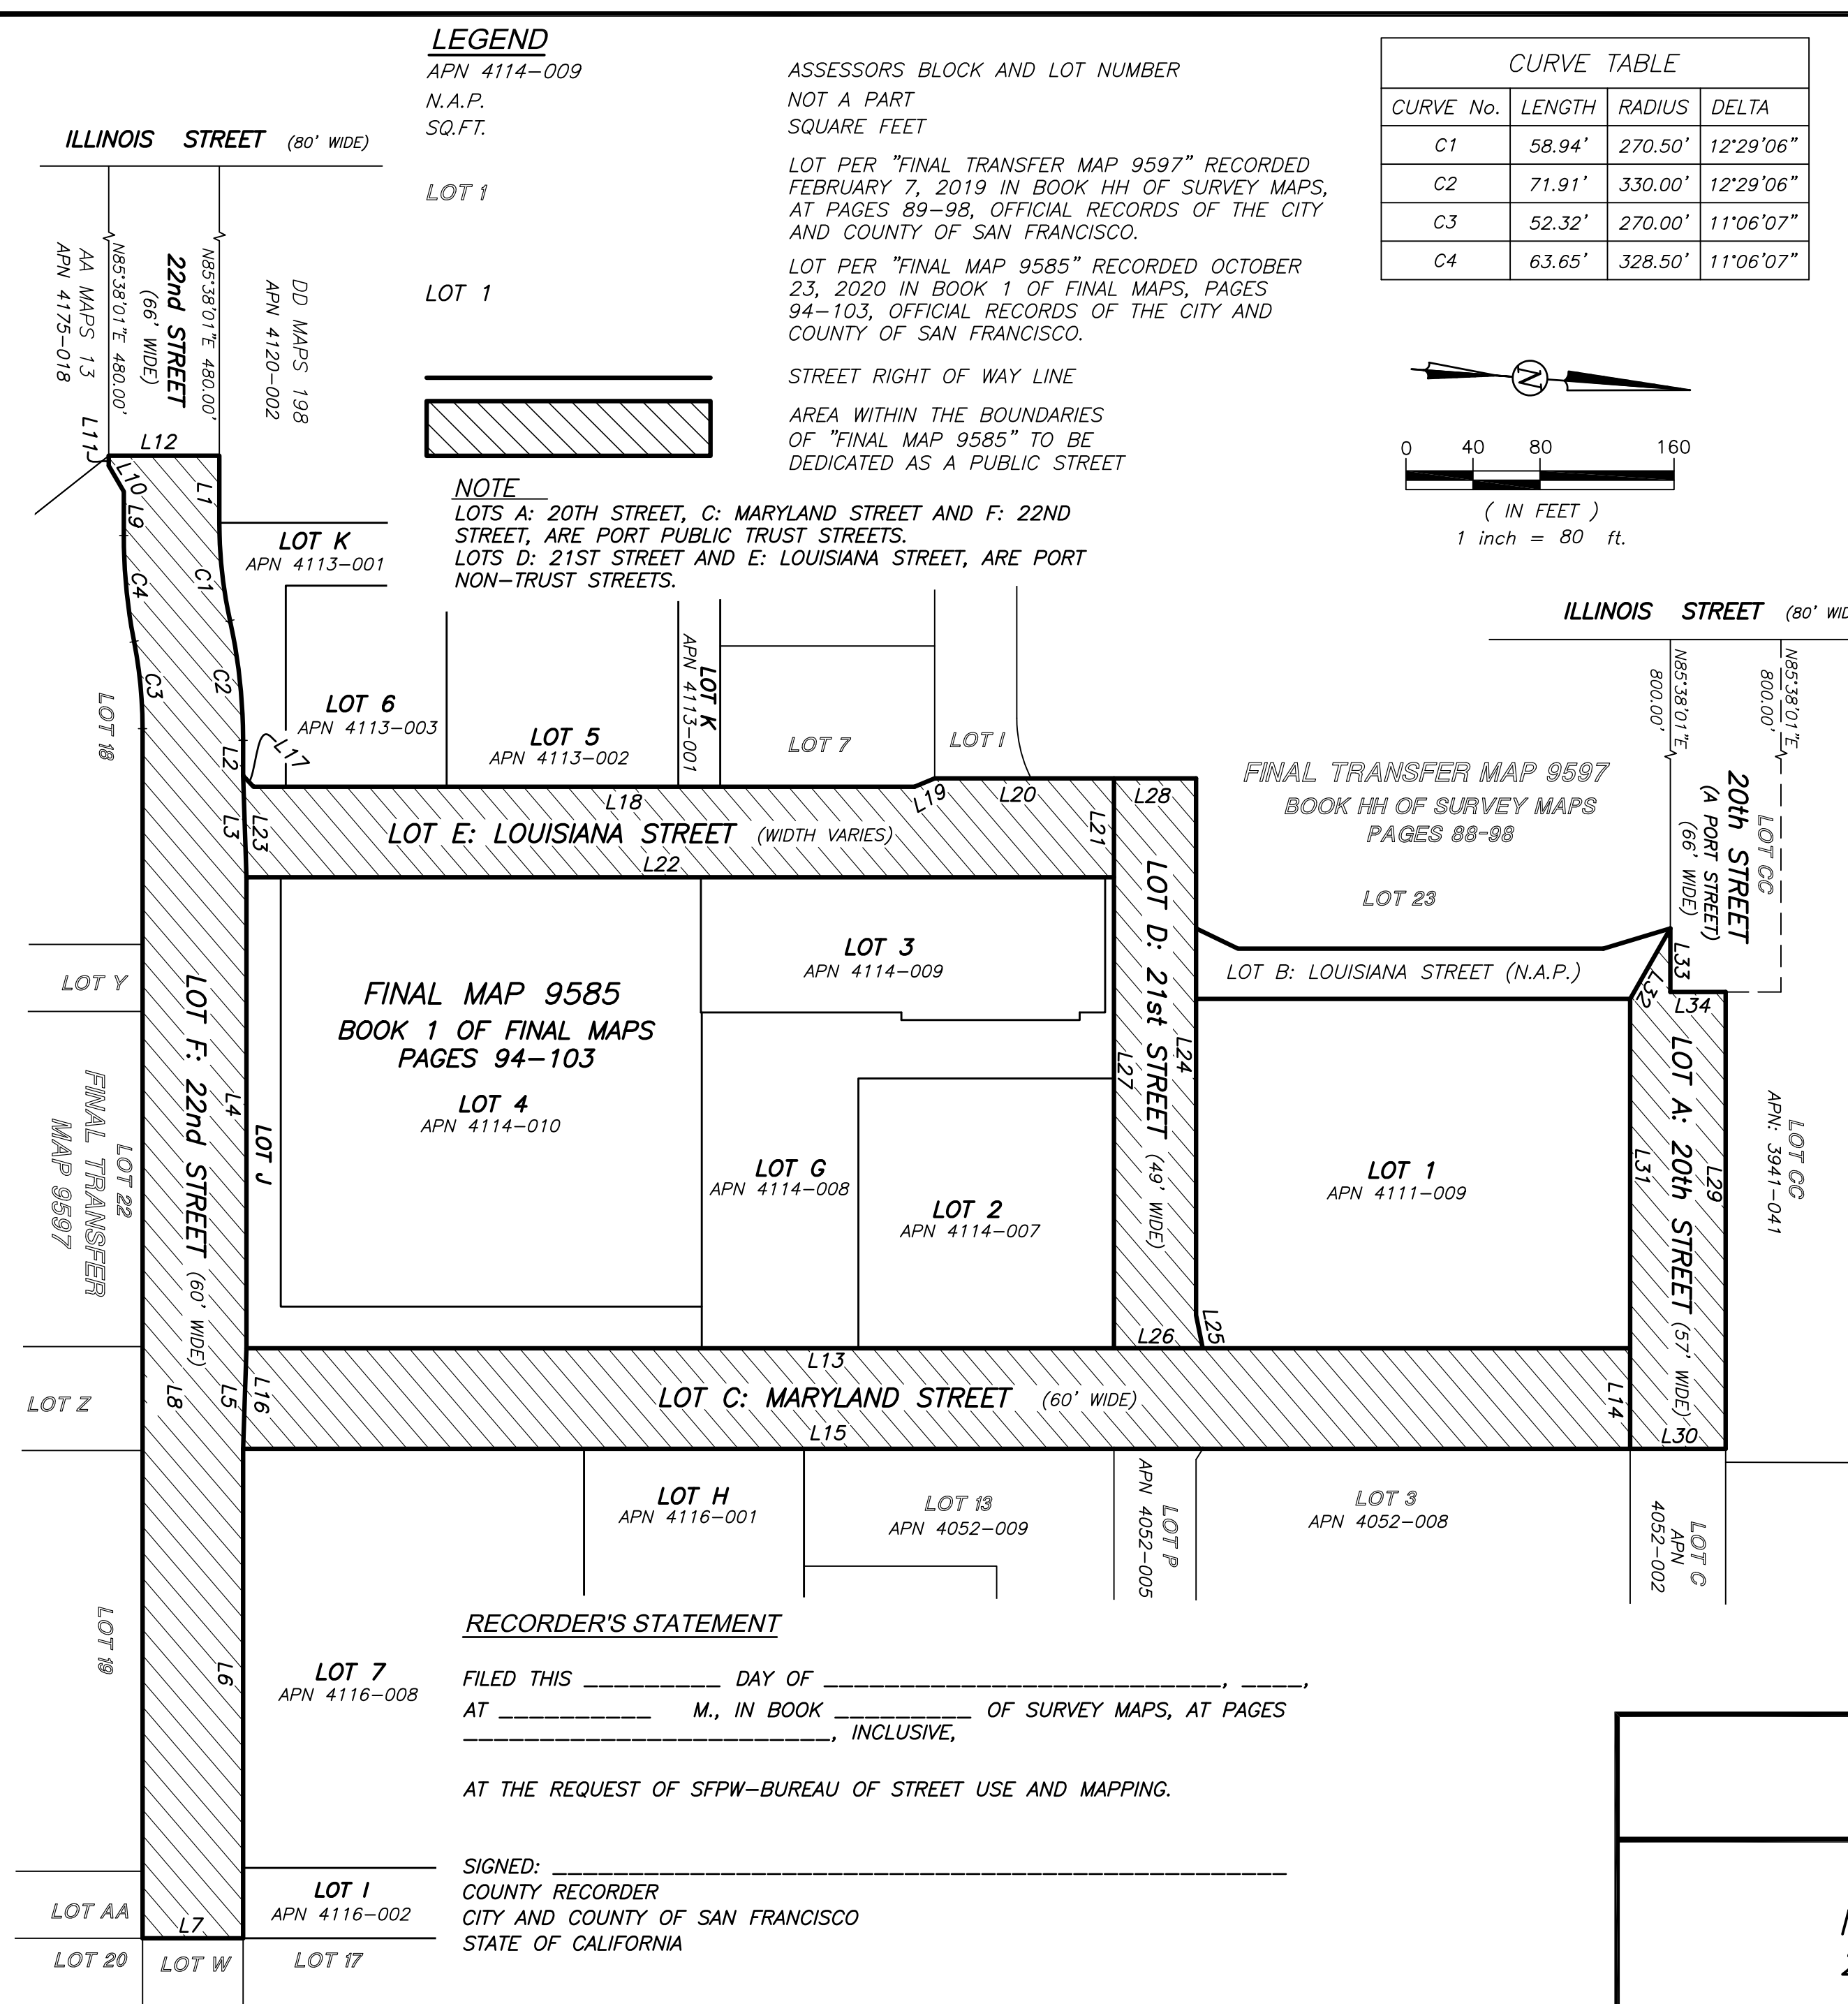 LEGEND
APN 4114-009
ASSESSORS BLOCK AND LOT NUMBER
N.A.P.
NOT A PART
SQ.FT.
SQUARE FEET
LOT 1
LOT PER "FINAL TRANSFER MAP 9597" RECORDED
FEBRUARY 7, 2019 IN BOOK HH OF SURVEY MAPS,
AT PAGES 89-98, OFFICIAL RECORDS OF THE CITY
AND COUNTY OF SAN FRANCISCO.
LOT 1
LOT PER "FINAL MAP 9585" RECORDED OCTOBER
23, 2020 IN BOOK 1 OF FINAL MAPS, PAGES
94-103, OFFICIAL RECORDS OF THE CITY AND
COUNTY OF SAN FRANCISCO.
STREET RIGHT OF WAY LINE
AREA WITHIN THE BOUNDARIES
OF "FINAL MAP 9585" TO BE
DEDICATED AS A PUBLIC STREET
NOTE
LOTS A: 20TH STREET, C: MARYLAND STREET AND F: 22ND
STREET, ARE PORT PUBLIC TRUST STREETS.
LOTS D: 21ST STREET AND E: LOUISIANA STREET, ARE PORT
NON-TRUST STREETS.
CURVE TABLE
CURVE No. LENGTH RADIUS DELTA
C1 58.94' 270.50' 12°29'06"
C2 71.91' 330.00' 12°29'06"
C3 52.32' 270.00' 11°06'07"
C4 63.65' 328.50' 11°06'07"
N
0 40 80 160
( IN FEET )
1 inch = 80 ft.
ILLINOIS STREET (80' WIDE)
N85°38'01"E 480.00'
22nd STREET
(66' WIDE)
N85°38'01"E 480.00'
AA MAPS 13
APN 4175-018
DD MAPS 198
APN 4120-002
L11
L12
L10
L9
L1
C4
C1
C3
C2
L2
L17
L3
L23
LOT K
APN 4113-001
LOT 6
APN 4113-003
LOT 5
APN 4113-002
LOT K
APN 4113-001
LOT 7
LOT I
LOT 18
L18
L19
L20
L21
L28
LOT E: LOUISIANA STREET (WIDTH VARIES)
L22
ILLINOIS STREET (80'
N85°38'01"E
800.00'
N85°38'01"E
800.00'
20th STREET
(A PORT STREET)
(66' WIDE)
LOT CC
FINAL TRANSFER MAP 9597
BOOK HH OF SURVEY MAPS
PAGES 88-98
LOT 23
LOT B: LOUISIANA STREET (N.A.P.)
L33
L32
L34
LOT 3
APN 4114-009
FINAL MAP 9585
BOOK 1 OF FINAL MAPS
PAGES 94-103
LOT 4
APN 4114-010
LOT G
APN 4114-008
LOT 2
APN 4114-007
LOT D: 21st STREET (49' WIDE)
L24
L27
L25
L26
LOT 1
APN 4111-009
LOT A: 20th STREET (57' WIDE)
L31
L29
L30
LOT CC
APN: 3941-041
LOT Y
LOT F: 22nd STREET (60' WIDE)
L4
LOT J
LOT 22
FINAL TRANSFER
MAP 9597
LOT Z
L8
L5
L16
L13
LOT C: MARYLAND STREET (60' WIDE)
L14
L15
LOT H
APN 4116-001
LOT 13
APN 4052-009
LOT P
APN 4052-005
LOT 3
APN 4052-008
LOT C
APN
4052-002
LOT 19
L6
LOT 7
APN 4116-008
LOT I
APN 4116-002
LOT AA
L7
LOT 20
LOT W
LOT 17
RECORDER'S STATEMENT
FILED THIS _________ DAY OF __________________________, ____,
AT __________ M., IN BOOK _________ OF SURVEY MAPS, AT PAGES
________________________, INCLUSIVE,
AT THE REQUEST OF SFPW-BUREAU OF STREET USE AND MAPPING.
SIGNED: ________________________________________________
COUNTY RECORDER
CITY AND COUNTY OF SAN FRANCISCO
STATE OF CALIFORNIA